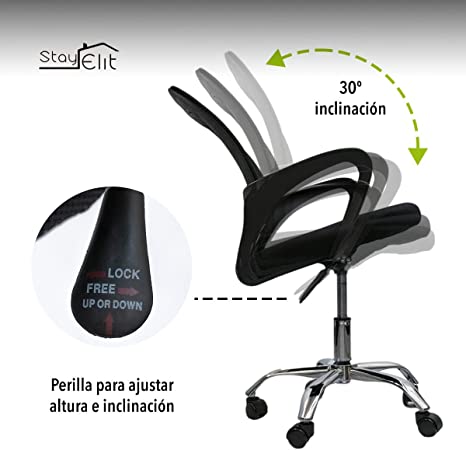 Stay Elit
30º
inclinación
LOCK
FREE
UP OR DOWN
Perilla para ajustar
altura e inclinación